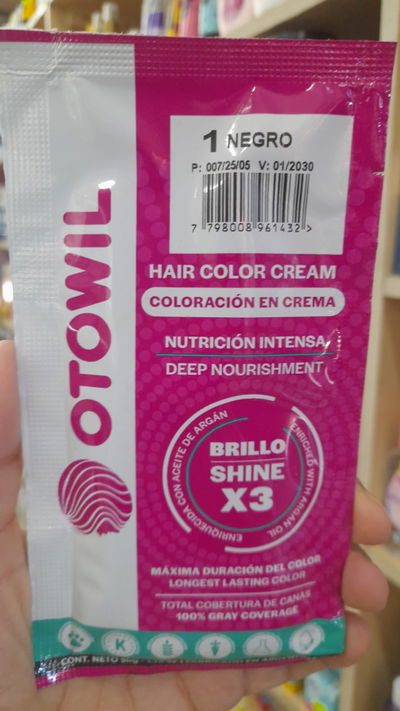 1 NEGRO
P: 007/25/05 V: 01/2030
7 798008 961432 >
OTOWIL
HAIR COLOR CREAM
COLORACIÓN EN CREMA
NUTRICIÓN INTENSA
DEEP NOURISHMENT
ENRIQUECIDA CON ACEITE DE ARGÁN
ENRICHED WITH ARGAN OIL
BRILLO
SHINE
X3
MÁXIMA DURACIÓN DEL COLOR
LONGEST LASTING COLOR
TOTAL COBERTURA DE CANAS
100% GRAY COVERAGE
K
CONT. NETO